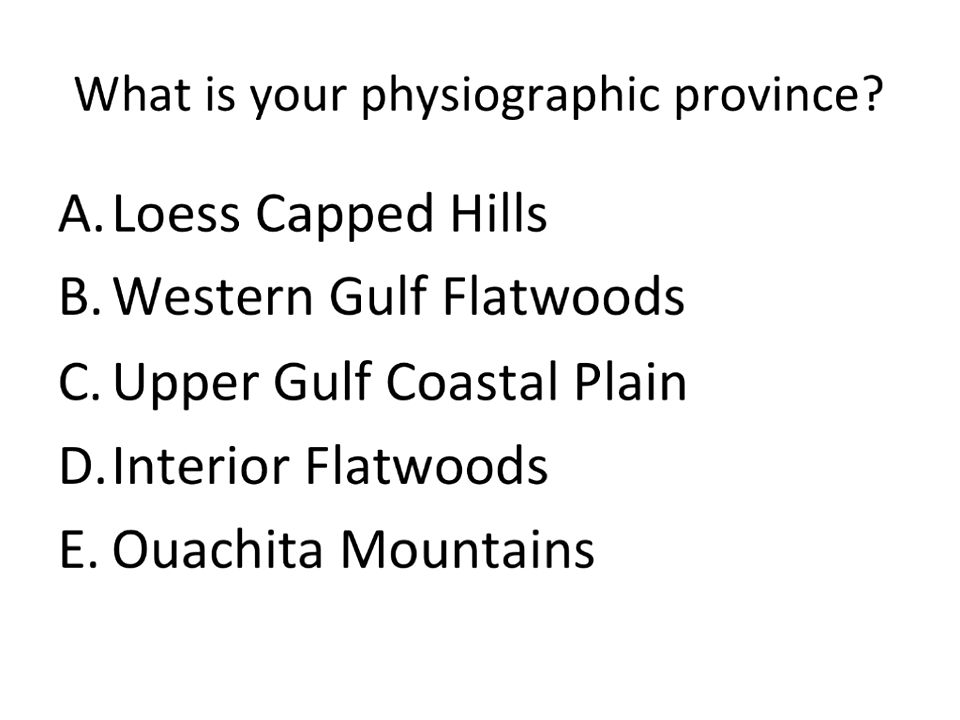 What is your physiographic province?
A. Loess Capped Hills
B. Western Gulf Flatwoods
C. Upper Gulf Coastal Plain
D. Interior Flatwoods
E. Ouachita Mountains